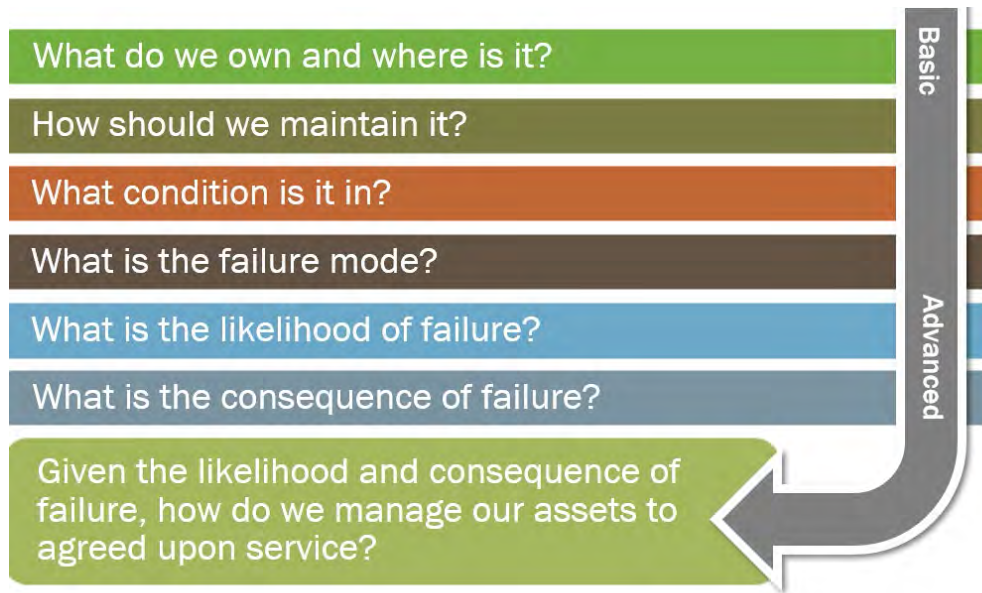 What do we own and where is it?
Basic
How should we maintain it?
What condition is it in?
What is the failure mode?
What is the likelihood of failure?
Advanced
What is the consequence of failure?
Given the likelihood and consequence of
failure, how do we manage our assets to
agreed upon service?